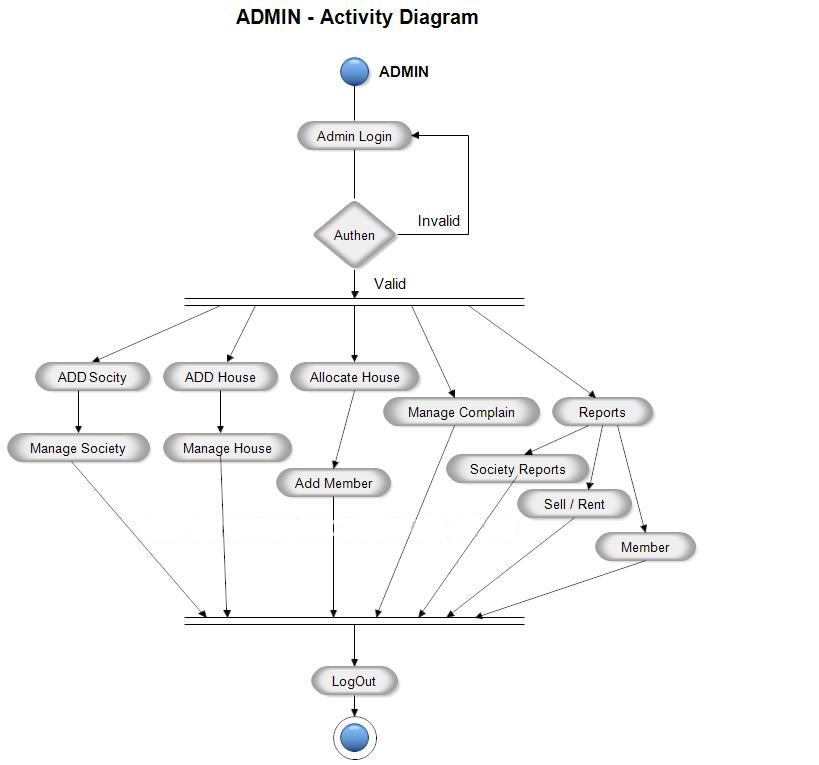 ADMIN - Activity Diagram
ADMIN
Admin Login
Invalid
Authen
Valid
ADD Socity
ADD House
Allocate House
Manage Complain
Reports
Manage Society
Manage House
Society Reports
Add Member
Sell / Rent
Member
LogOut